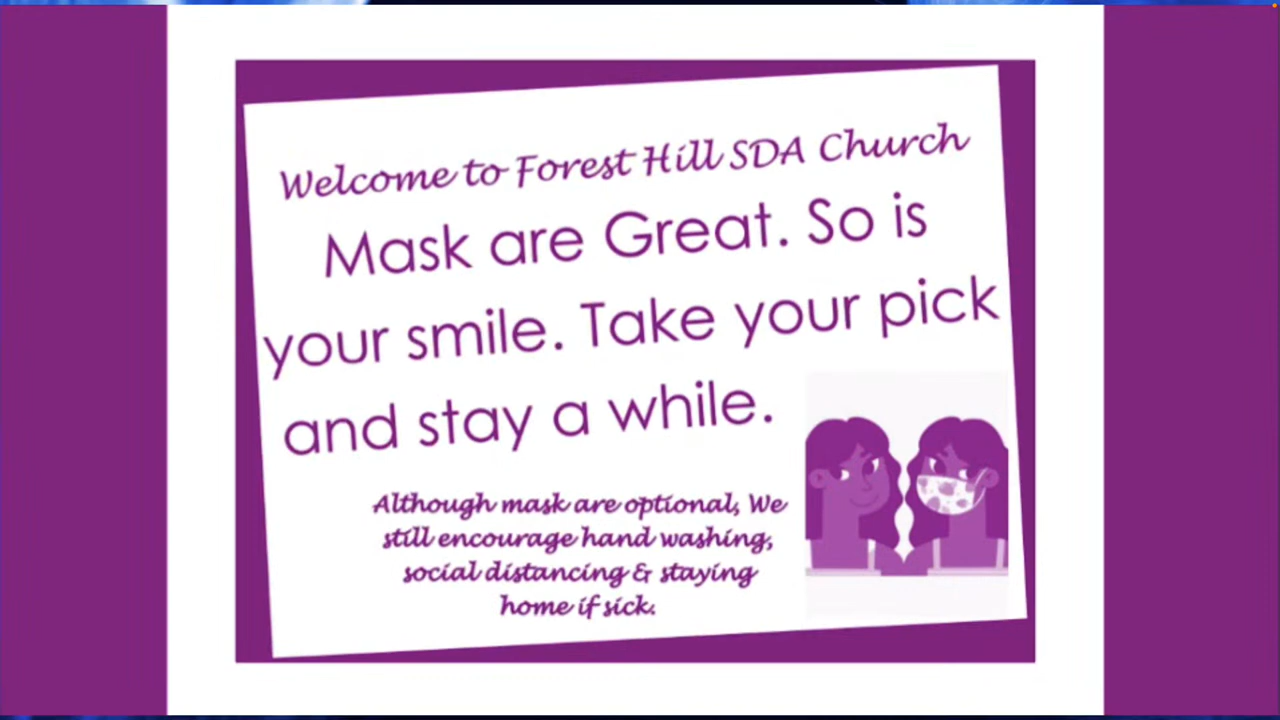 Welcome to Forest Hill SDA Church
Mask are Great. So is
your smile. Take your pick
and stay a while.
Although mask are optional, We
still encourage hand washing,
social distancing & staying
home if sick.